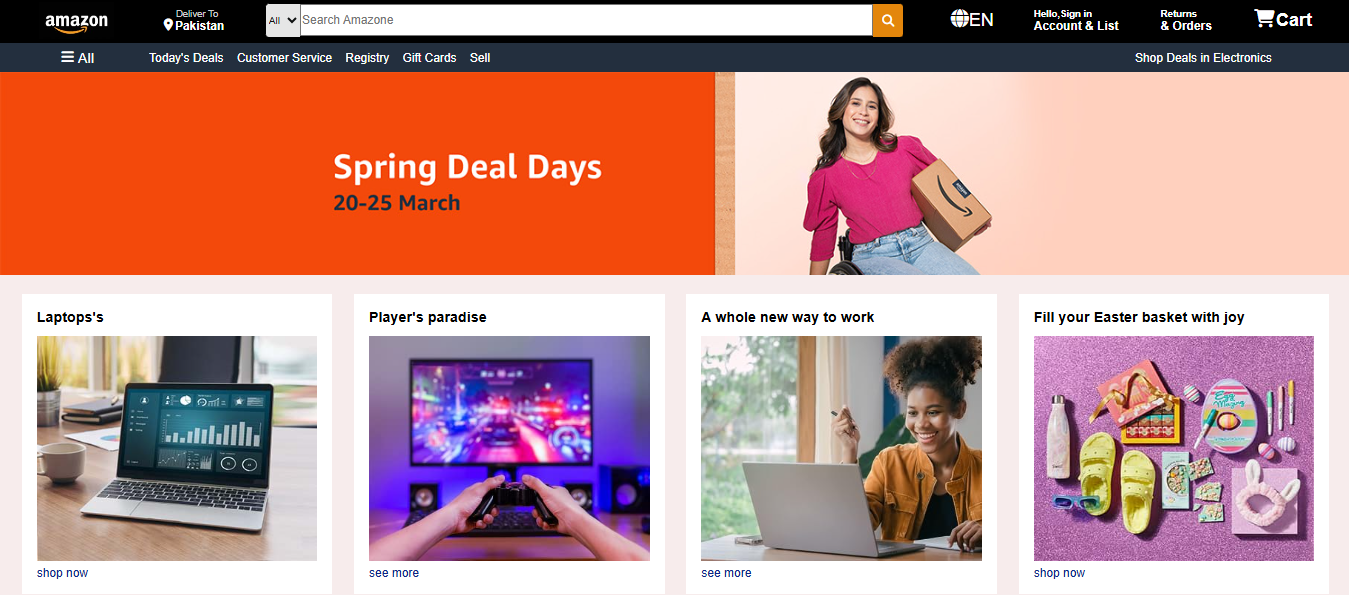 amazon
Deliver To
Pakistan
All
Search Amazone
EN
Hello,Sign in
Account & List
Returns
& Orders
Cart
All
Today's Deals
Customer Service
Registry
Gift Cards
Sell
Shop Deals in Electronics
Spring Deal Days
20-25 March
Laptops's
Player's paradise
A whole new way to work
Fill your Easter basket with joy
Egg
Mazing
shop now
see more
see more
shop now